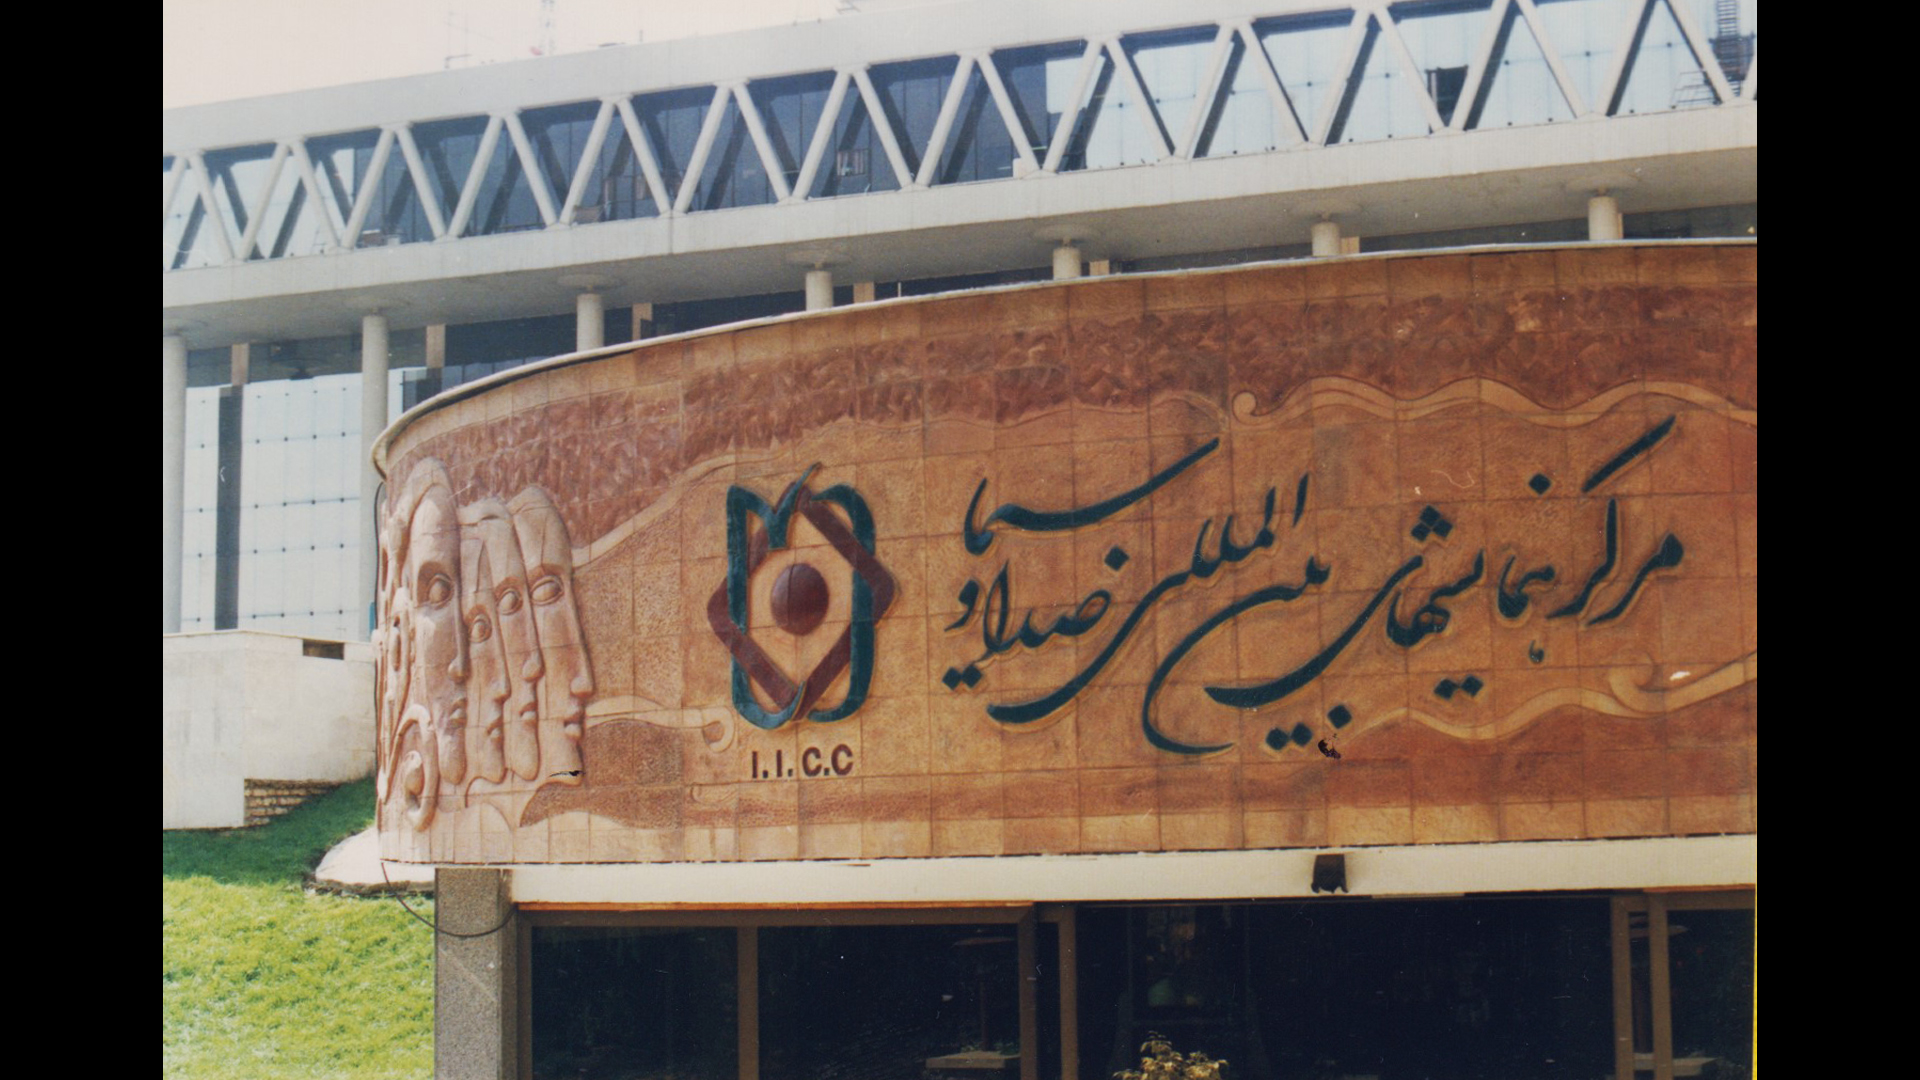 مرکز همایشهای بین المللی صدا و سیما
I.I.C.C